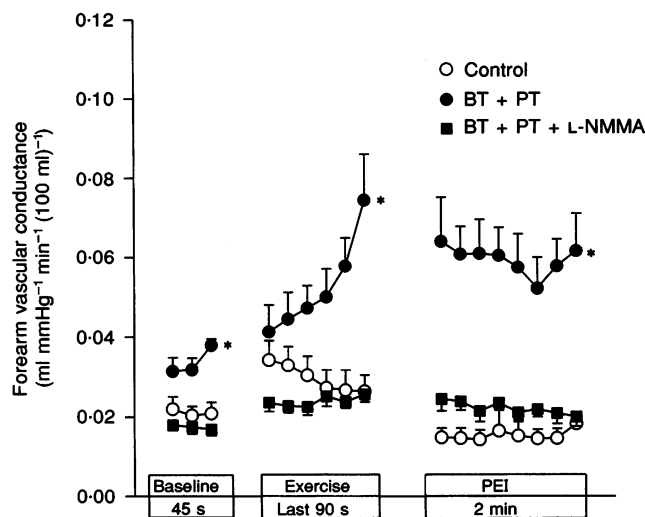 Forearm vascular conductance
(ml mmHg⁻¹ min⁻¹ (100 ml)⁻¹)
0·12
0·10
0·08
0·06
0·04
0·02
0·00
Control
BT + PT
BT + PT + L-NMMA
*
*
*
Baseline
45 s
Exercise
Last 90 s
PEI
2 min